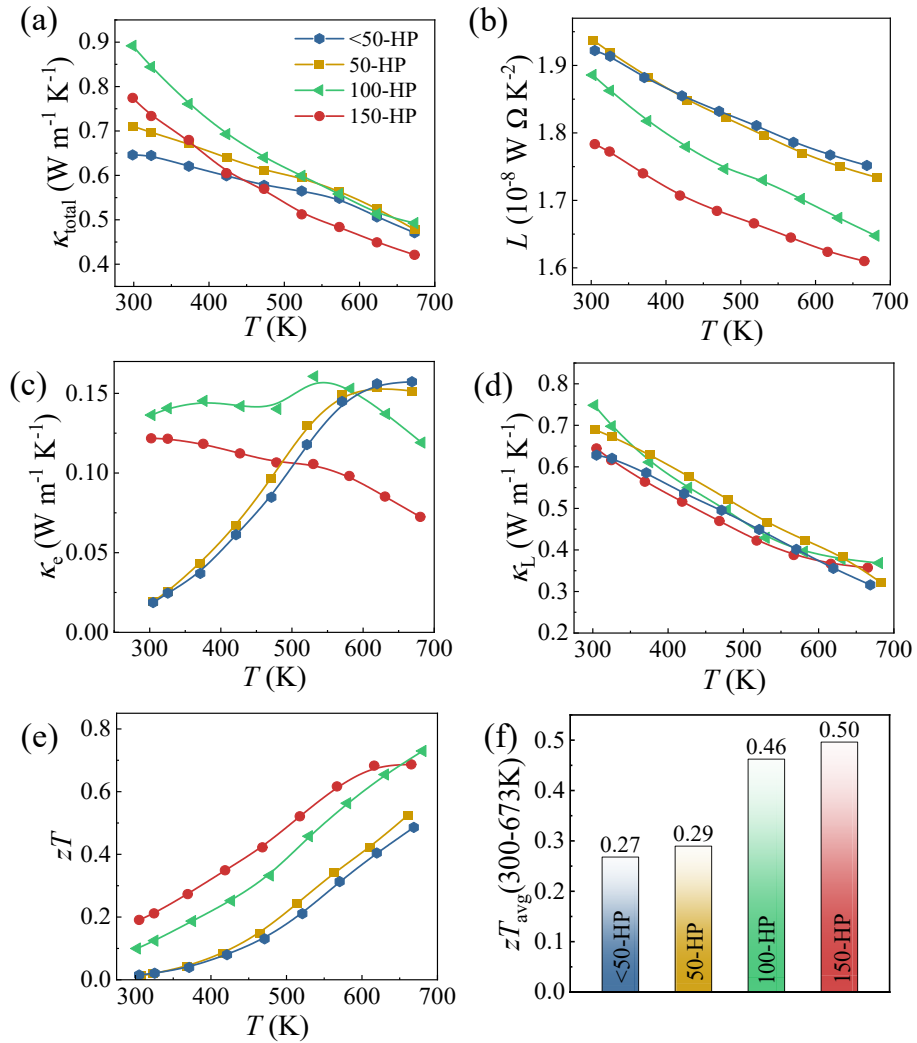 (a)
0.9
0.8
0.7
0.6
0.5
0.4
κtotal (W m⁻¹ K⁻¹)
<50-HP
50-HP
100-HP
150-HP
300 400 500 600 700
T (K)
(b)
1.9
1.8
1.7
1.6
L (10⁻⁸ W Ω K⁻²)
300 400 500 600 700
T (K)
(c)
0.15
0.10
0.05
0.00
κe (W m⁻¹ K⁻¹)
300 400 500 600 700
T (K)
(d)
0.8
0.7
0.6
0.5
0.4
0.3
0.2
κL (W m⁻¹ K⁻¹)
300 400 500 600 700
T (K)
(e)
0.8
0.6
0.4
0.2
0.0
zT
300 400 500 600 700
T (K)
(f)
0.5
0.4
0.3
0.2
0.1
0.0
zTavg(300-673K)
0.27
0.29
0.46
0.50
<50-HP
50-HP
100-HP
150-HP